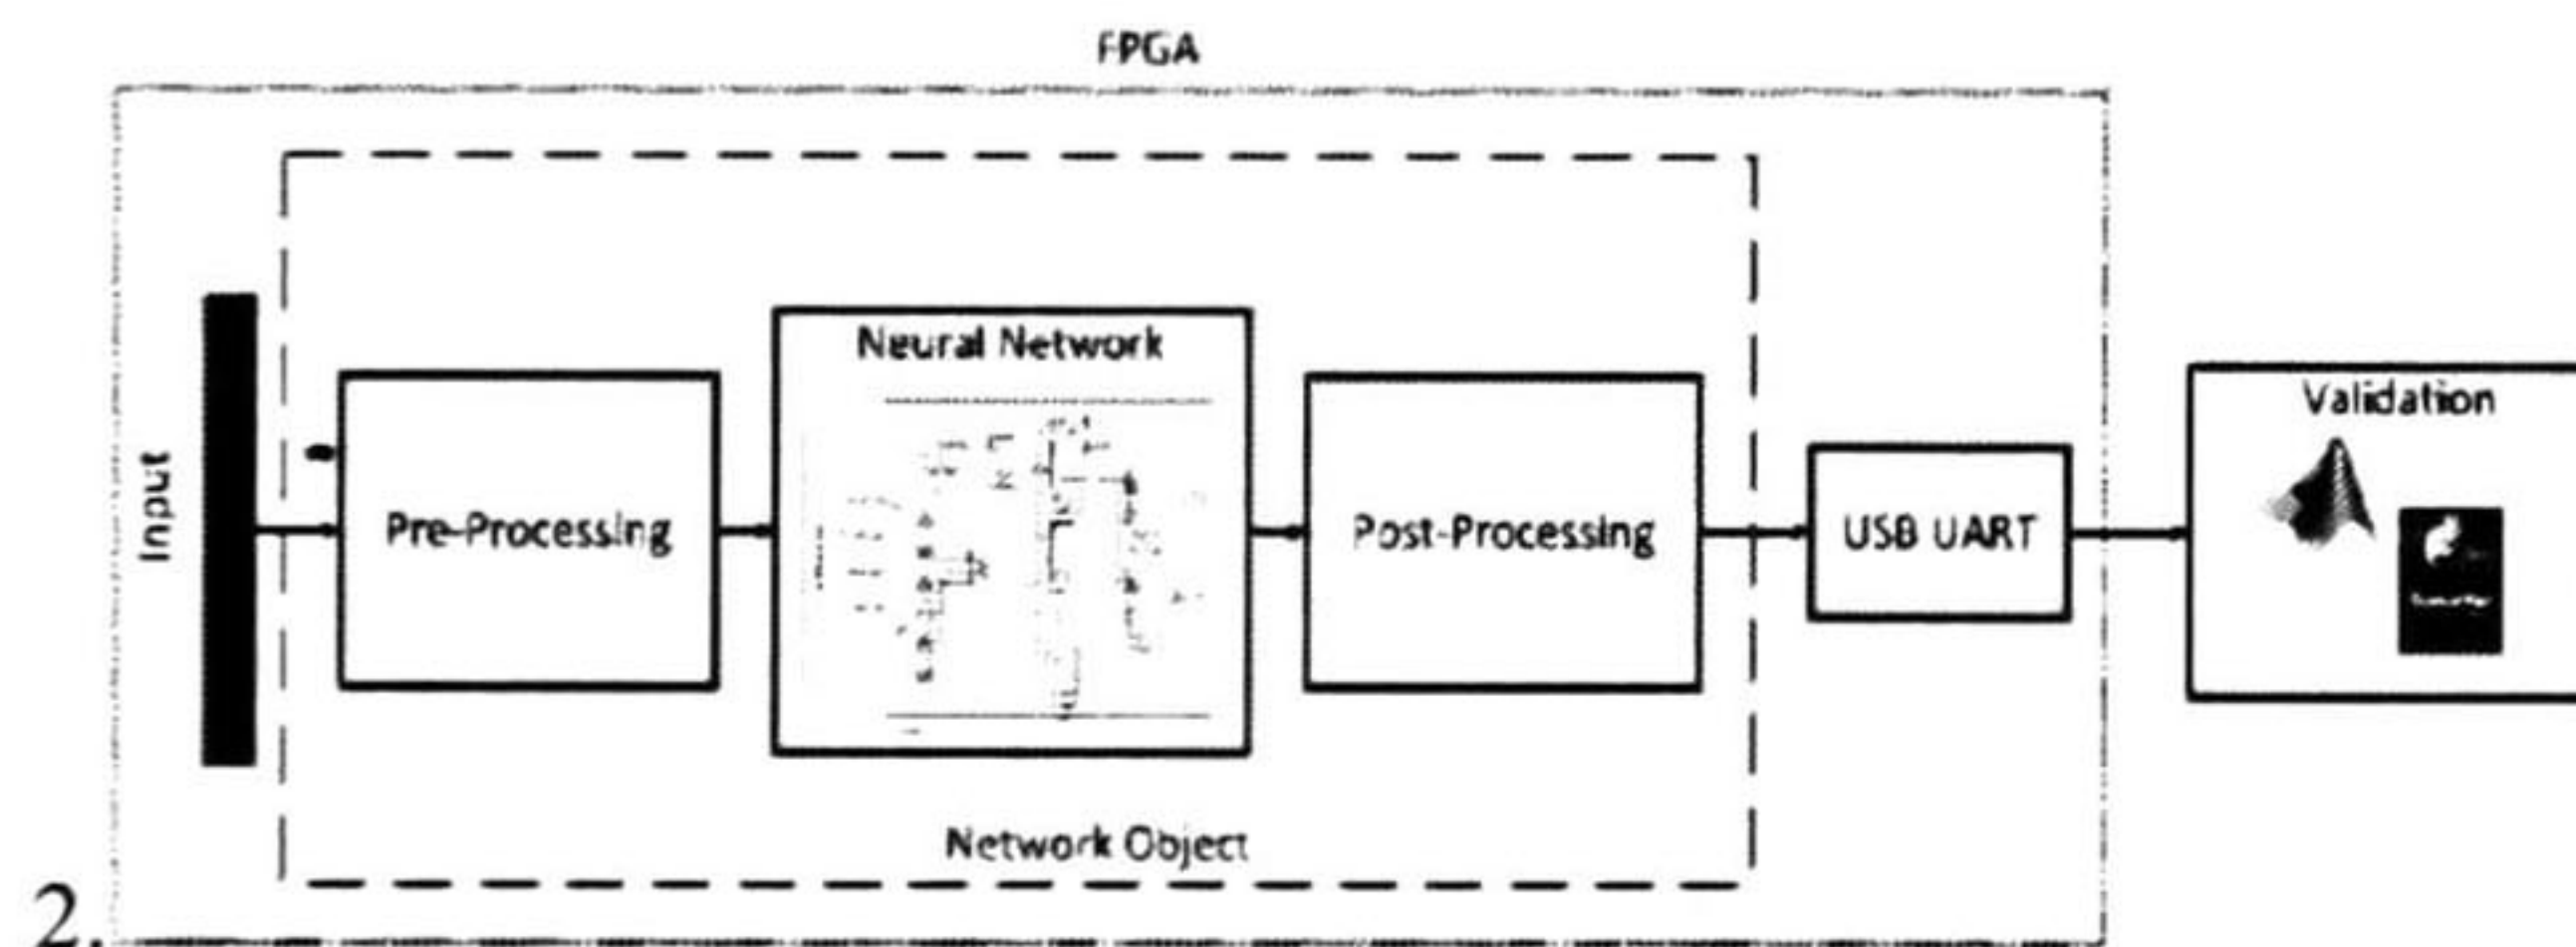 FPGA
Input
Pre-Processing
Neural Network
Post-Processing
USB UART
Validation
Network Object
2.